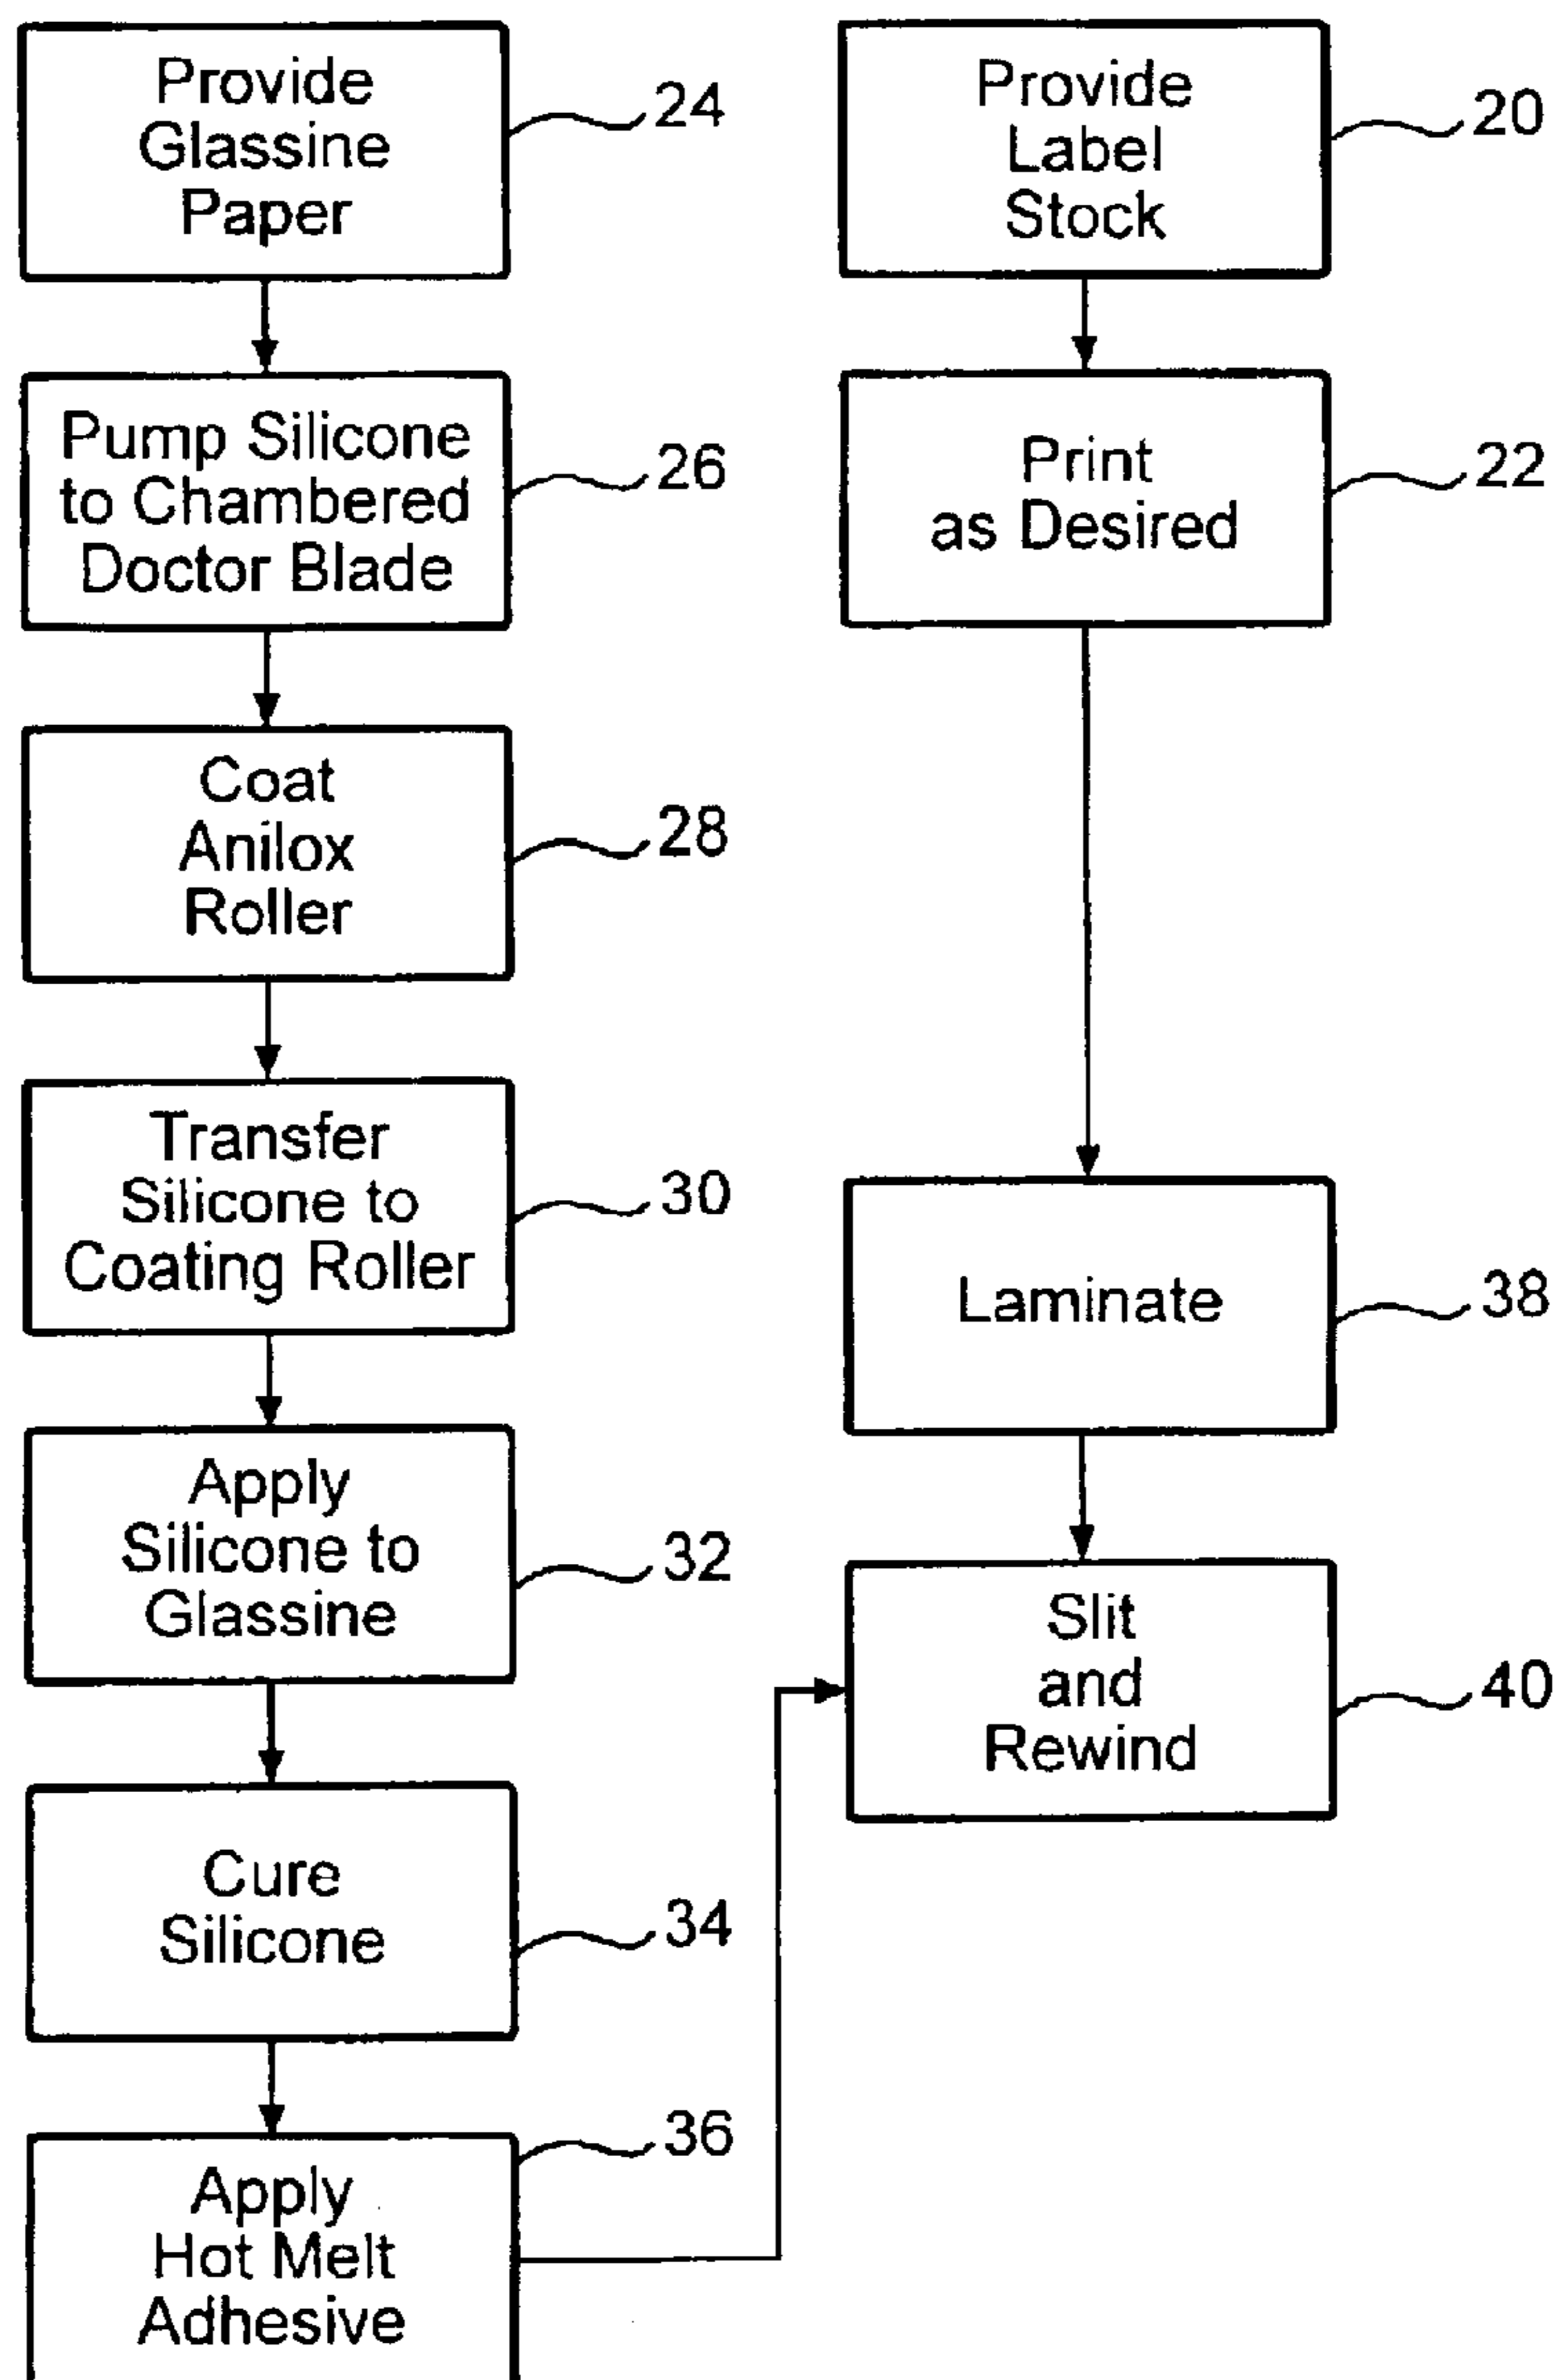 Provide
Glassine
Paper
24
Pump Silicone
to Chambered
Doctor Blade
26
Coat
Anilox
Roller
28
Transfer
Silicone to
Coating Roller
30
Apply
Silicone to
Glassine
32
Cure
Silicone
34
Apply
Hot Melt
Adhesive
36
Provide
Label
Stock
20
Print
as Desired
22
Laminate
38
Slit
and
Rewind
40